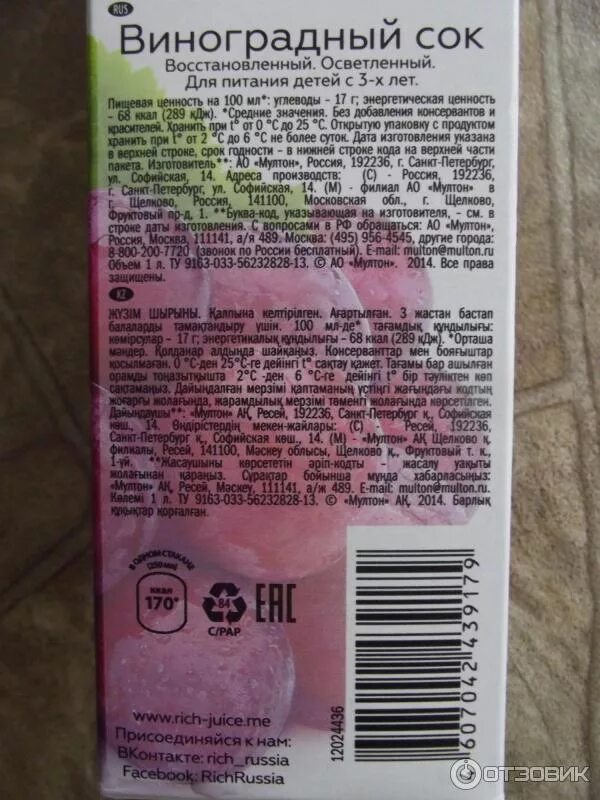 RUS
Виноградный сок
Восстановленный. Осветленный.
Для питания детей с 3-х лет.
Пищевая ценность на 100 мл*: углеводы - 17 г; энергетическая ценность
- 68 ккал (289 кДж). *Средние значения. Без добавления консервантов и
красителей. Хранить при t° от 0 °С до 25 °С. Открытую упаковку с продуктом
хранить при t° от 2 °С до 6 °С не более суток. Дата изготовления указана
в верхней строке, срок годности - в нижней строке кода на верхней части
пакета. Изготовитель**: АО «Мултон», Россия, 192236, г. Санкт-Петербург,
ул. Софийская, 14. Адреса производств: (С) - Россия, 192236,
г. Санкт-Петербург, ул. Софийская, 14. (М) - филиал АО «Мултон» в
г. Щелково, Россия, 141100, Московская обл., г. Щелково,
Фруктовый пр-д, 1. **Буква-код, указывающая на изготовителя, - см. в
строке даты изготовления. С вопросами в РФ обращаться: АО «Мултон»,
Россия, Москва, 111141, а/я 489. Москва: (495) 956-4545, другие города:
8-800-200-7720 (звонок по России бесплатный). E-mail: multon@multon.ru
Объем 1 л. ТУ 9163-033-56232828-13. © АО «Мултон». 2014. Все права
защищены.
KZ
ЖҮЗІМ ШЫРЫНЫ. Қалпына келтірілген. Ағартылған. 3 жастан бастап
балаларды тамақтандыру үшін. 100 мл-де* тағамдық құндылығы:
көмірсулар - 17 г; энергетикалық құндылығы - 68 ккал (289 кДж). *Орташа
мәндер. Қолданар алдында шайқаңыз. Консерванттар мен бояғыштар
қосылмаған. 0 °С-ден 25°С-ге дейінгі t° сақтау қажет. Тағамы бар ашылған
орамды тоңазытқышта 2°С -ден 6 °С-ге дейінгі t° бір тәуліктен көп
сақтамаңыз. Дайындалған мерзімі қаптаманың үстіңгі жағындағы кодтың
жоғарғы жолағында, жарамдылық мерзімі төменгі жолағында көрсетілген.
Дайындаушы**: «Мултон» АҚ, Ресей, 192236, Санкт-Петербург қ., Софийская
көш., 14. Өндірістердің мекен-жайлары: (С) Ресей, 192236,
Санкт-Петербург қ., Софийская көш., 14. (М) - «Мултон» АҚ Щелково қ.
филиалы, Ресей, 141100, Мәскеу облысы, Щелково қ., Фруктовый т. к.,
1-үй. **Жасаушыны көрсететін әріп-кодты - жасалу уақыты
жолағынан қараңыз. Сұрақтар бойынша мұнда хабарласыңыз:
«Мултон» АҚ, Ресей, Мәскеу, 111141, а/ж 489. E-mail: multon@multon.ru.
Көлемі 1 л. ТУ 9163-033-56232828-13. © «Мултон» АҚ. 2014. Барлық
құқықтар қорғалған.
В ОДНОМ СТАКАНЕ
(250 мл)
ккал
170*
84
C/PAP
EAC
12024436
4607042439179
www.rich-juice.me
Присоединяйся к нам:
ВКонтакте: rich_russia
Facebook: RichRussia
ОТЗОВИК